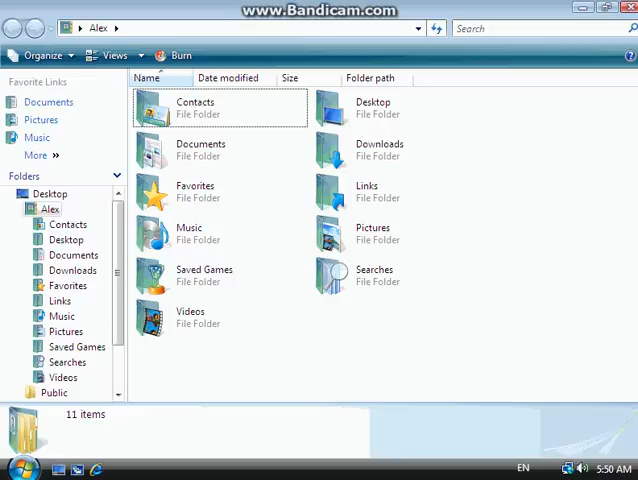 www.Bandicam.com
Alex
Search
Organize Views Burn
Favorite Links
Documents
Pictures
Music
More »
Folders
Desktop
Alex
Contacts
Desktop
Documents
Downloads
Favorites
Links
Music
Pictures
Saved Games
Searches
Videos
Public
Name Date modified Size Folder path
Contacts
File Folder
Desktop
File Folder
Documents
File Folder
Downloads
File Folder
Favorites
File Folder
Links
File Folder
Music
File Folder
Pictures
File Folder
Saved Games
File Folder
Searches
File Folder
Videos
File Folder
11 items
EN
5:50 AM